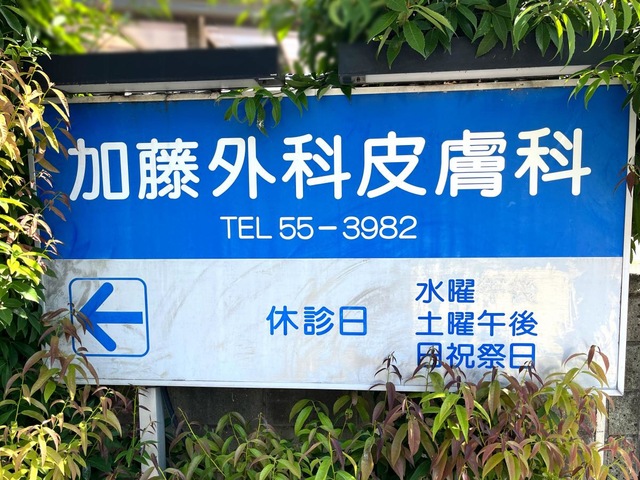 加藤外科皮膚科
TEL 55-3982
休診日
水曜
土曜午後
日祝祭日